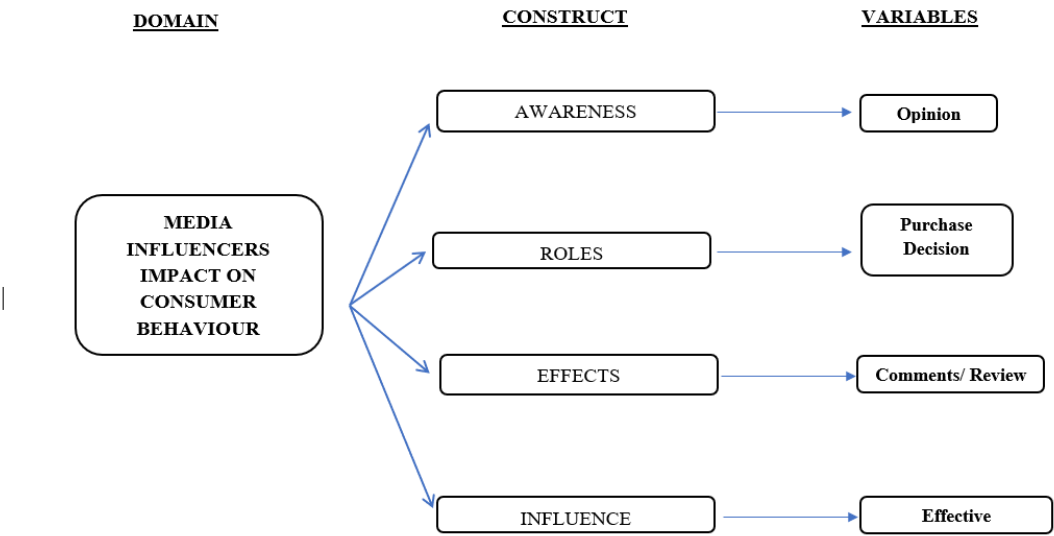 DOMAIN
CONSTRUCT
VARIABLES
MEDIA
INFLUENCERS
IMPACT ON
CONSUMER
BEHAVIOUR
AWARENESS
Opinion
ROLES
Purchase
Decision
EFFECTS
Comments/ Review
INFLUENCE
Effective